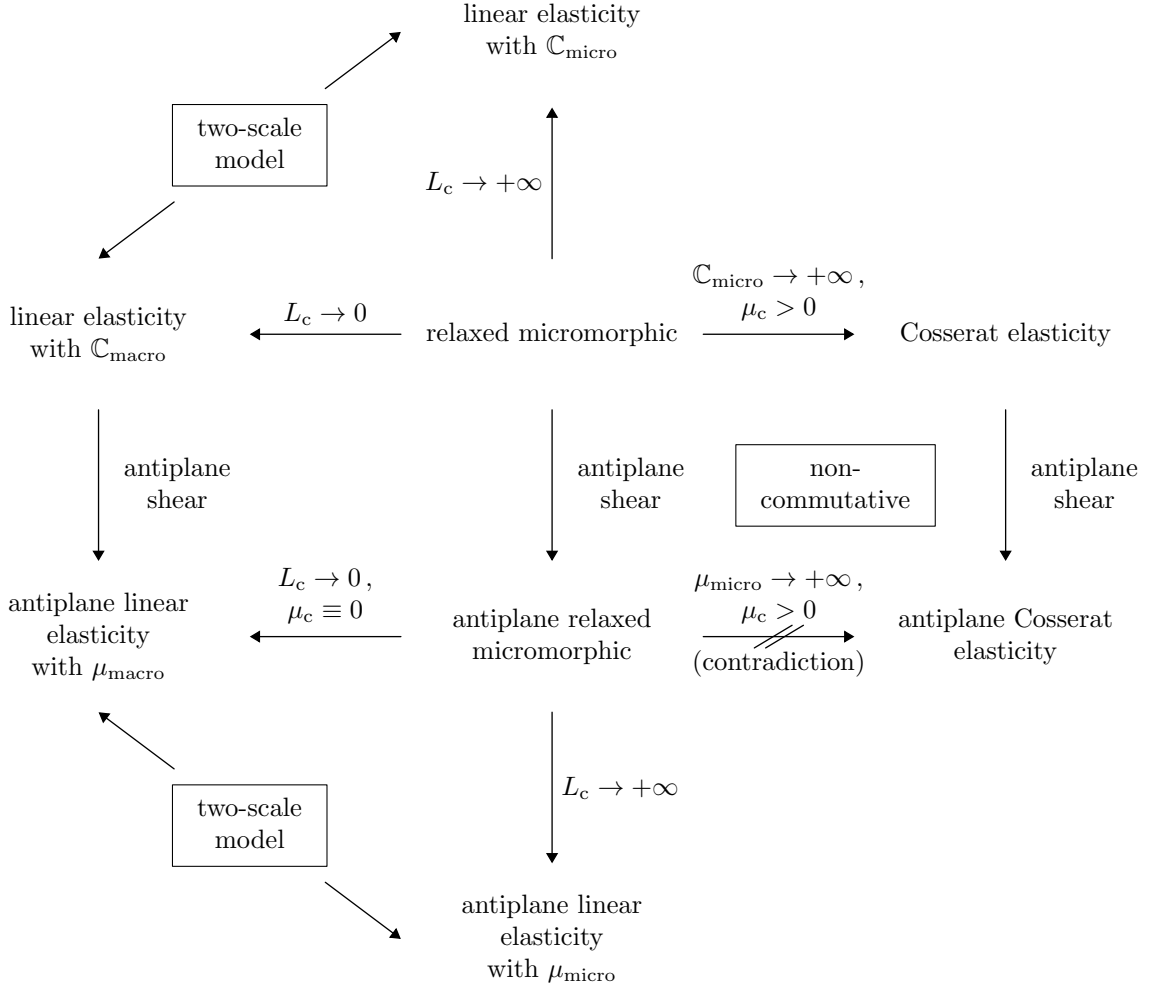 linear elasticity
with ℂ_micro
two-scale
model
L_c → +∞
ℂ_micro → +∞ ,
μ_c > 0
linear elasticity
with ℂ_macro
L_c → 0
relaxed micromorphic
Cosserat elasticity
antiplane
shear
antiplane
shear
non-
commutative
antiplane
shear
antiplane linear
elasticity
with μ_macro
L_c → 0 ,
μ_c ≡ 0
antiplane relaxed
micromorphic
μ_micro → +∞ ,
μ_c > 0
(contradiction)
antiplane Cosserat
elasticity
two-scale
model
L_c → +∞
antiplane linear
elasticity
with μ_micro